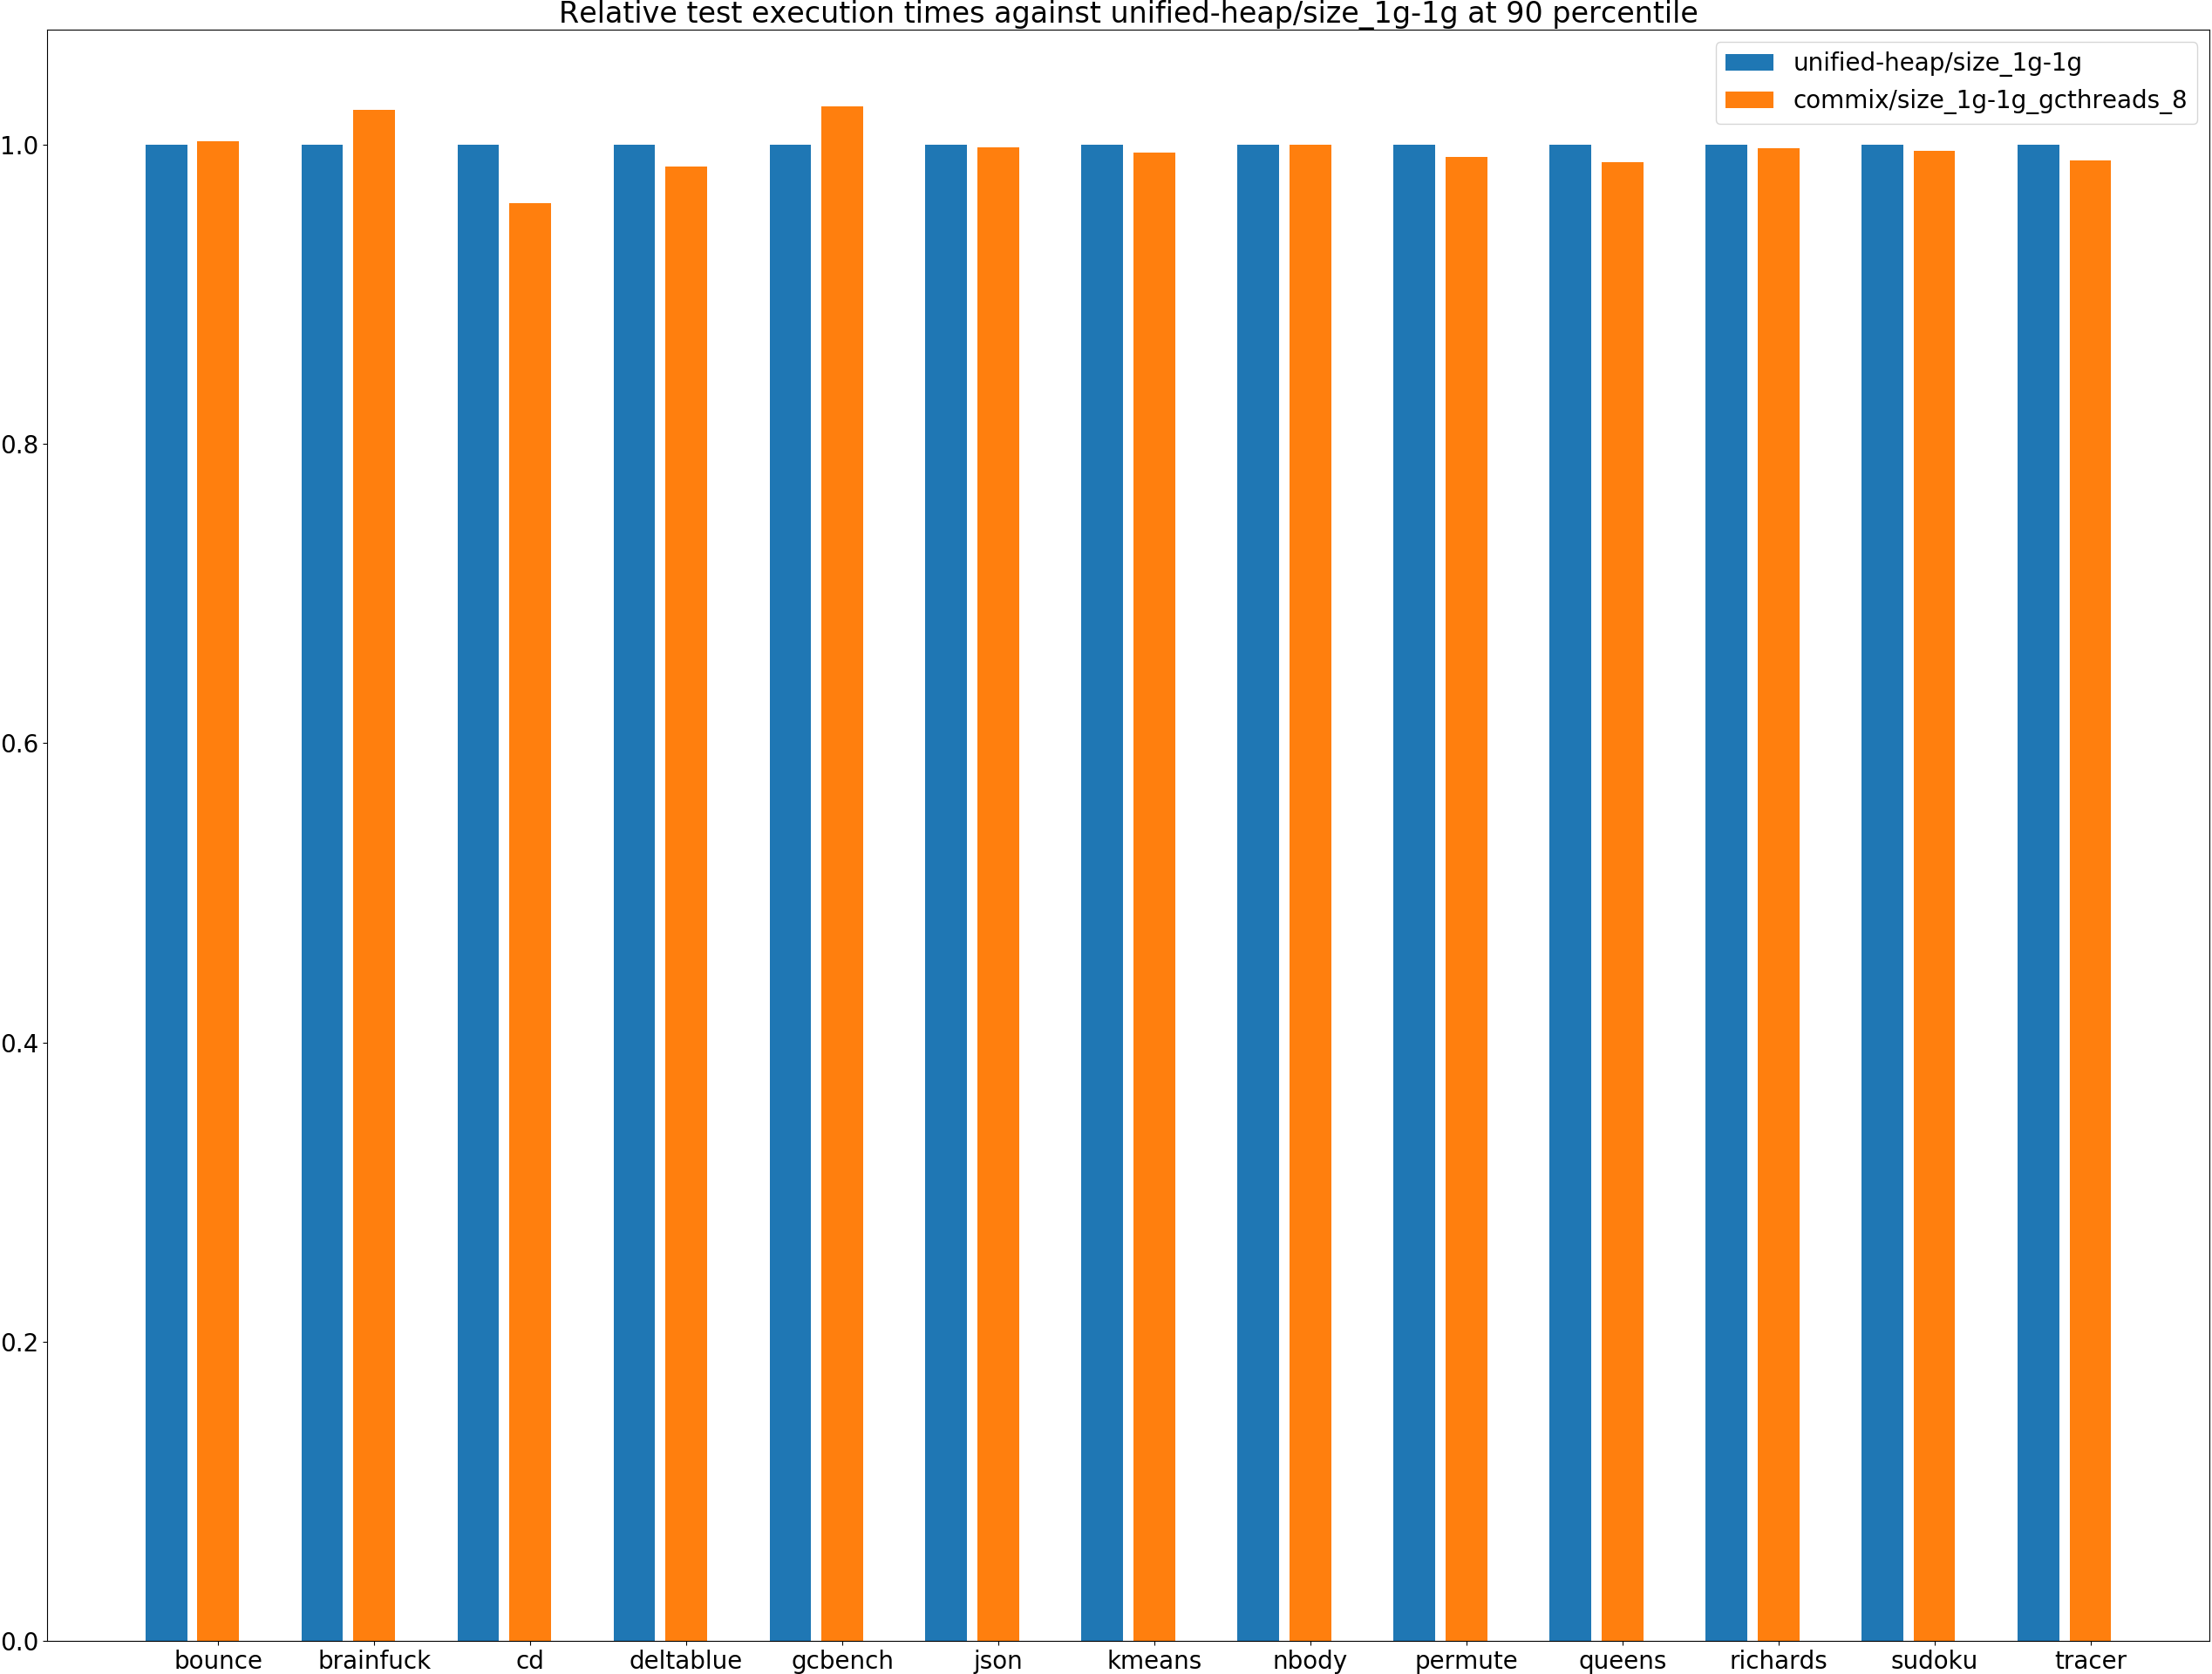 Relative test execution times against unified-heap/size_1g-1g at 90 percentile
unified-heap/size_1g-1g
commix/size_1g-1g_gcthreads_8
1.0
0.8
0.6
0.4
0.2
0.0
bounce brainfuck cd deltablue gcbench json kmeans nbody permute queens richards sudoku tracer